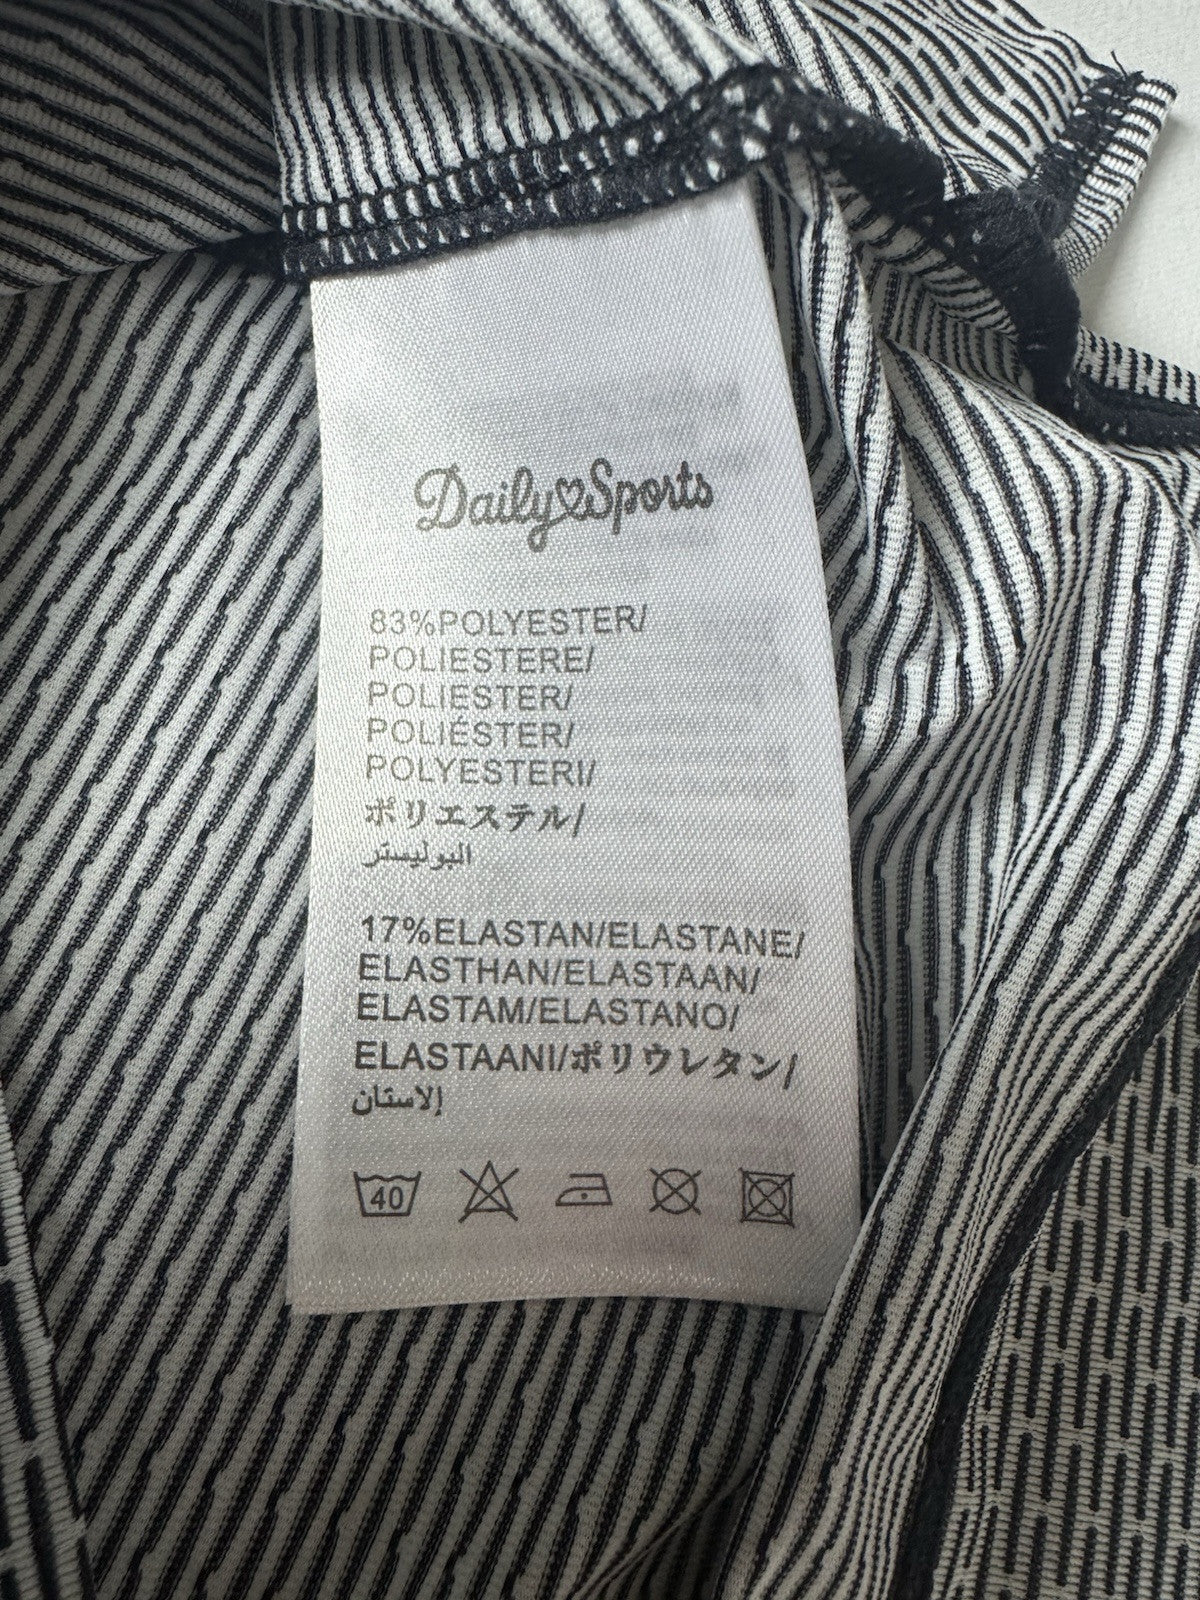 Daily Sports
83%POLYESTER/
POLIESTERE/
POLIESTER/
POLIÉSTER/
POLYESTERI/
ポリエステル/
البوليستر
17%ELASTAN/ELASTANE/
ELASTHAN/ELASTAAN/
ELASTAM/ELASTANO/
ELASTAANI/ポリウレタン/
إلاستان
40